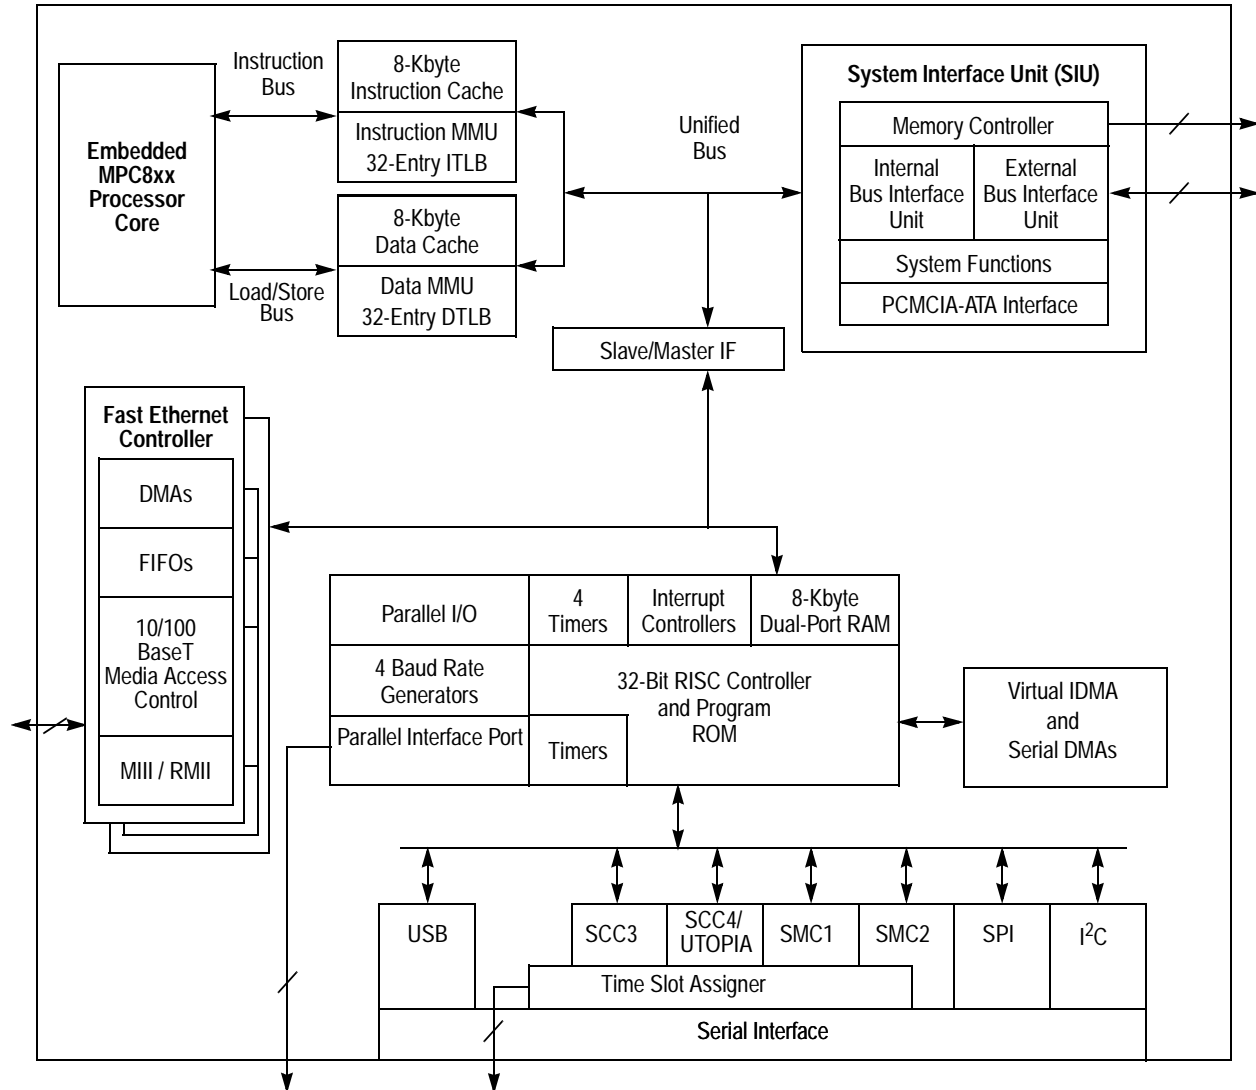 Instruction
Bus
8-Kbyte
Instruction Cache
Instruction MMU
32-Entry ITLB
Embedded
MPC8xx
Processor
Core
8-Kbyte
Data Cache
Data MMU
32-Entry DTLB
Load/Store
Bus
Unified
Bus
System Interface Unit (SIU)
Memory Controller
Internal
Bus Interface
Unit
External
Bus Interface
Unit
System Functions
PCMCIA-ATA Interface
Slave/Master IF
Fast Ethernet
Controller
DMAs
FIFOs
10/100
BaseT
Media Access
Control
MIII / RMII
Parallel I/O
4
Timers
Interrupt
Controllers
8-Kbyte
Dual-Port RAM
4 Baud Rate
Generators
Parallel Interface Port
Timers
32-Bit RISC Controller
and Program
ROM
Virtual IDMA
and
Serial DMAs
USB
SCC3
SCC4/
UTOPIA
SMC1
SMC2
SPI
I²C
Time Slot Assigner
Serial Interface